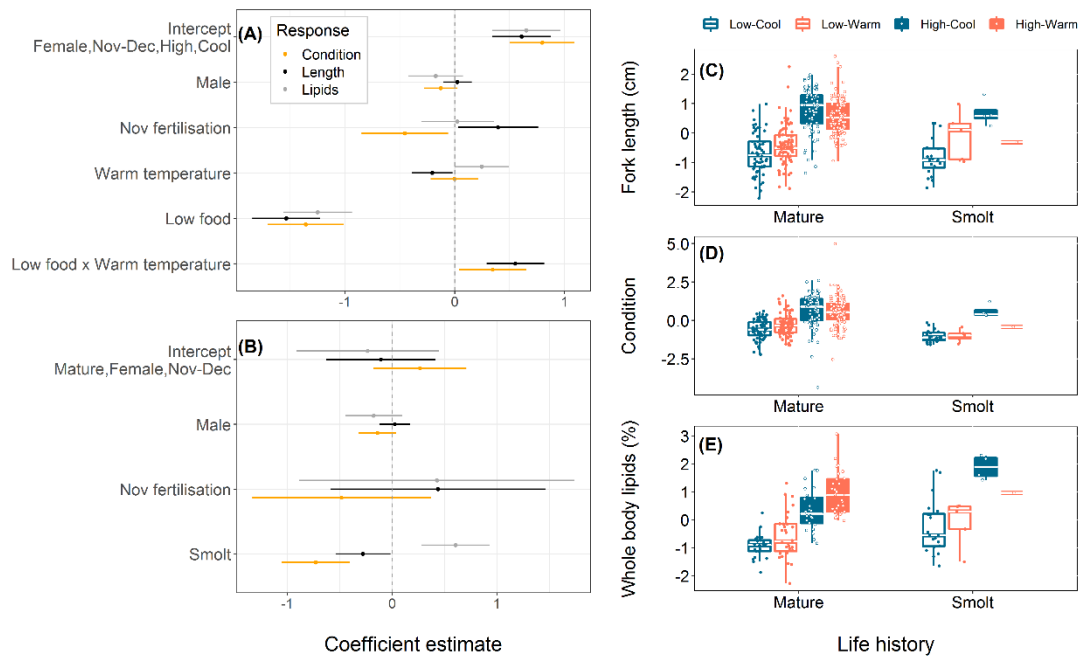 (A)
Response
Condition
Length
Lipids
Intercept
Female,Nov-Dec,High,Cool
Male
Nov fertilisation
Warm temperature
Low food
Low food x Warm temperature
-1
0
1
(B)
Intercept
Mature,Female,Nov-Dec
Male
Nov fertilisation
Smolt
-1
0
1
Coefficient estimate
Low-Cool
Low-Warm
High-Cool
High-Warm
(C)
Fork length (cm)
2
1
0
-1
-2
Mature
Smolt
(D)
Condition
5.0
2.5
0.0
-2.5
Mature
Smolt
(E)
Whole body lipids (%)
3
2
1
0
-1
-2
Mature
Smolt
Life history